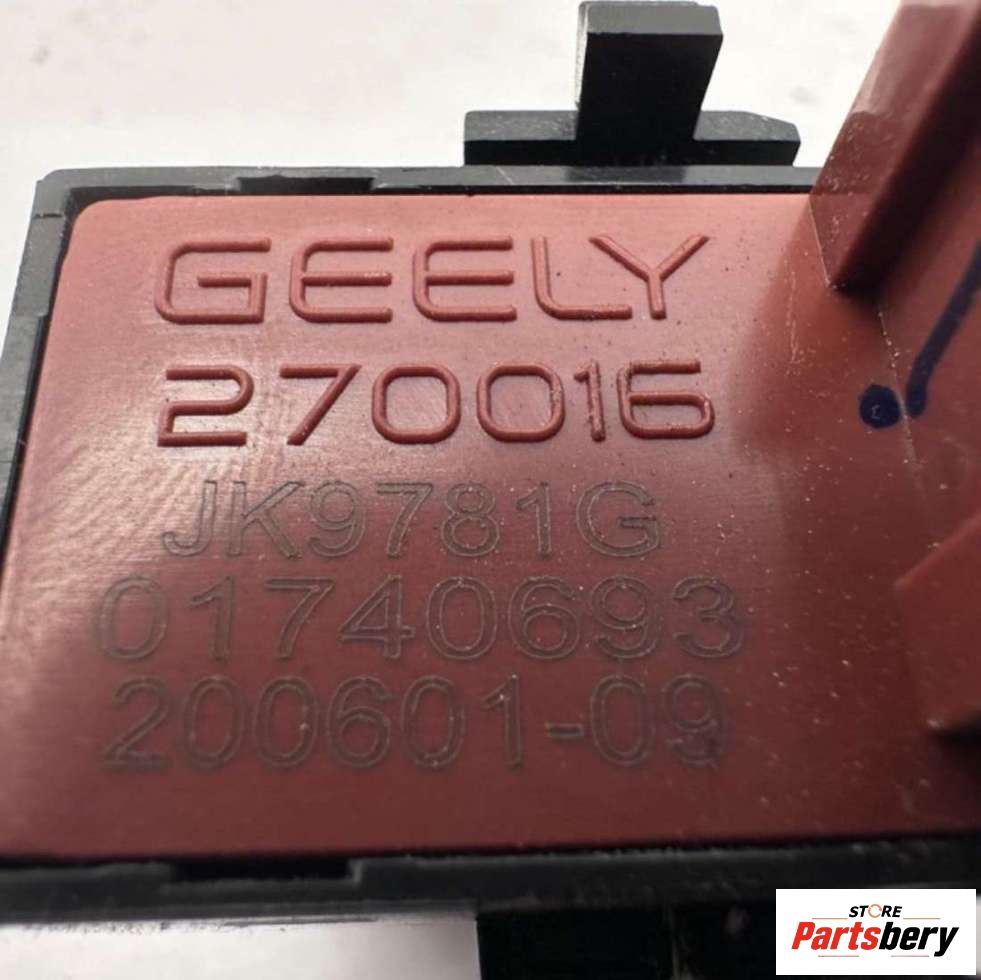 GEELY
270016
JK9781G
01740693
200601-09
STORE
Partsbery